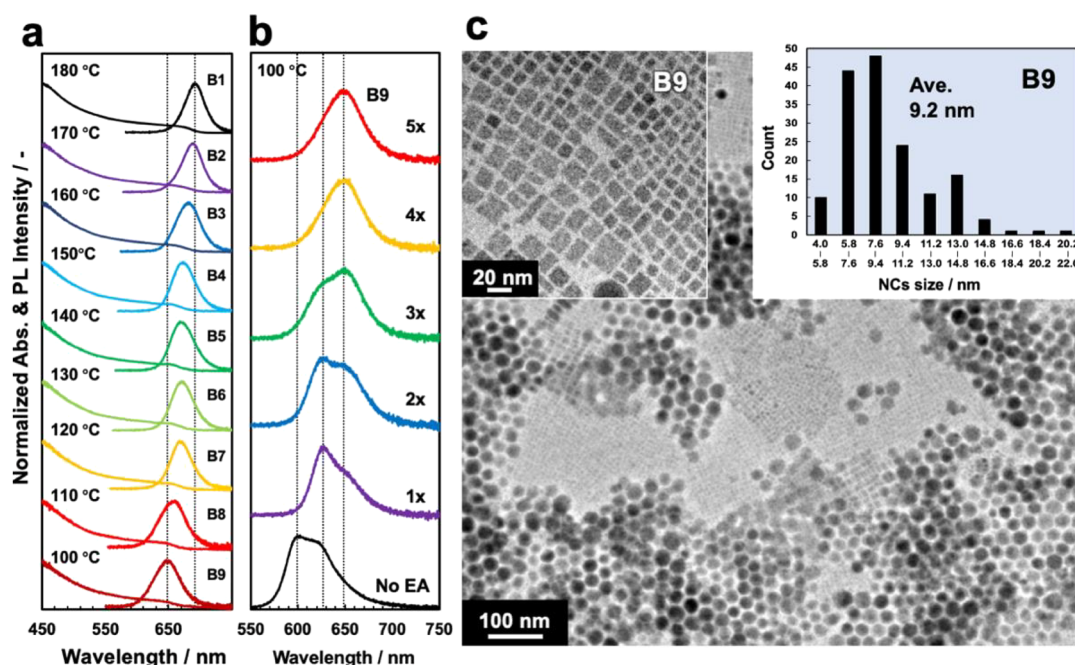 a
180 °C
B1
170 °C
B2
160 °C
B3
150°C
B4
140 °C
B5
130 °C
B6
120 °C
B7
110 °C
B8
100 °C
B9
450 550 650
Wavelength / nm
Normalized Abs. & PL Intensity / -
b
100 °C
B9
5x
4x
3x
2x
1x
No EA
550 600 650 700 750
Wavelength / nm
c
B9
20 nm
100 nm
B9
Ave.
9.2 nm
Count
50
45
40
35
30
25
20
15
10
5
0
4.0 5.8 7.6 9.4 11.2 13.0 14.8 16.6 18.4 20.2
5.8 7.6 9.4 11.2 13.0 14.8 16.6 18.4 20.2 22.0
NCs size / nm